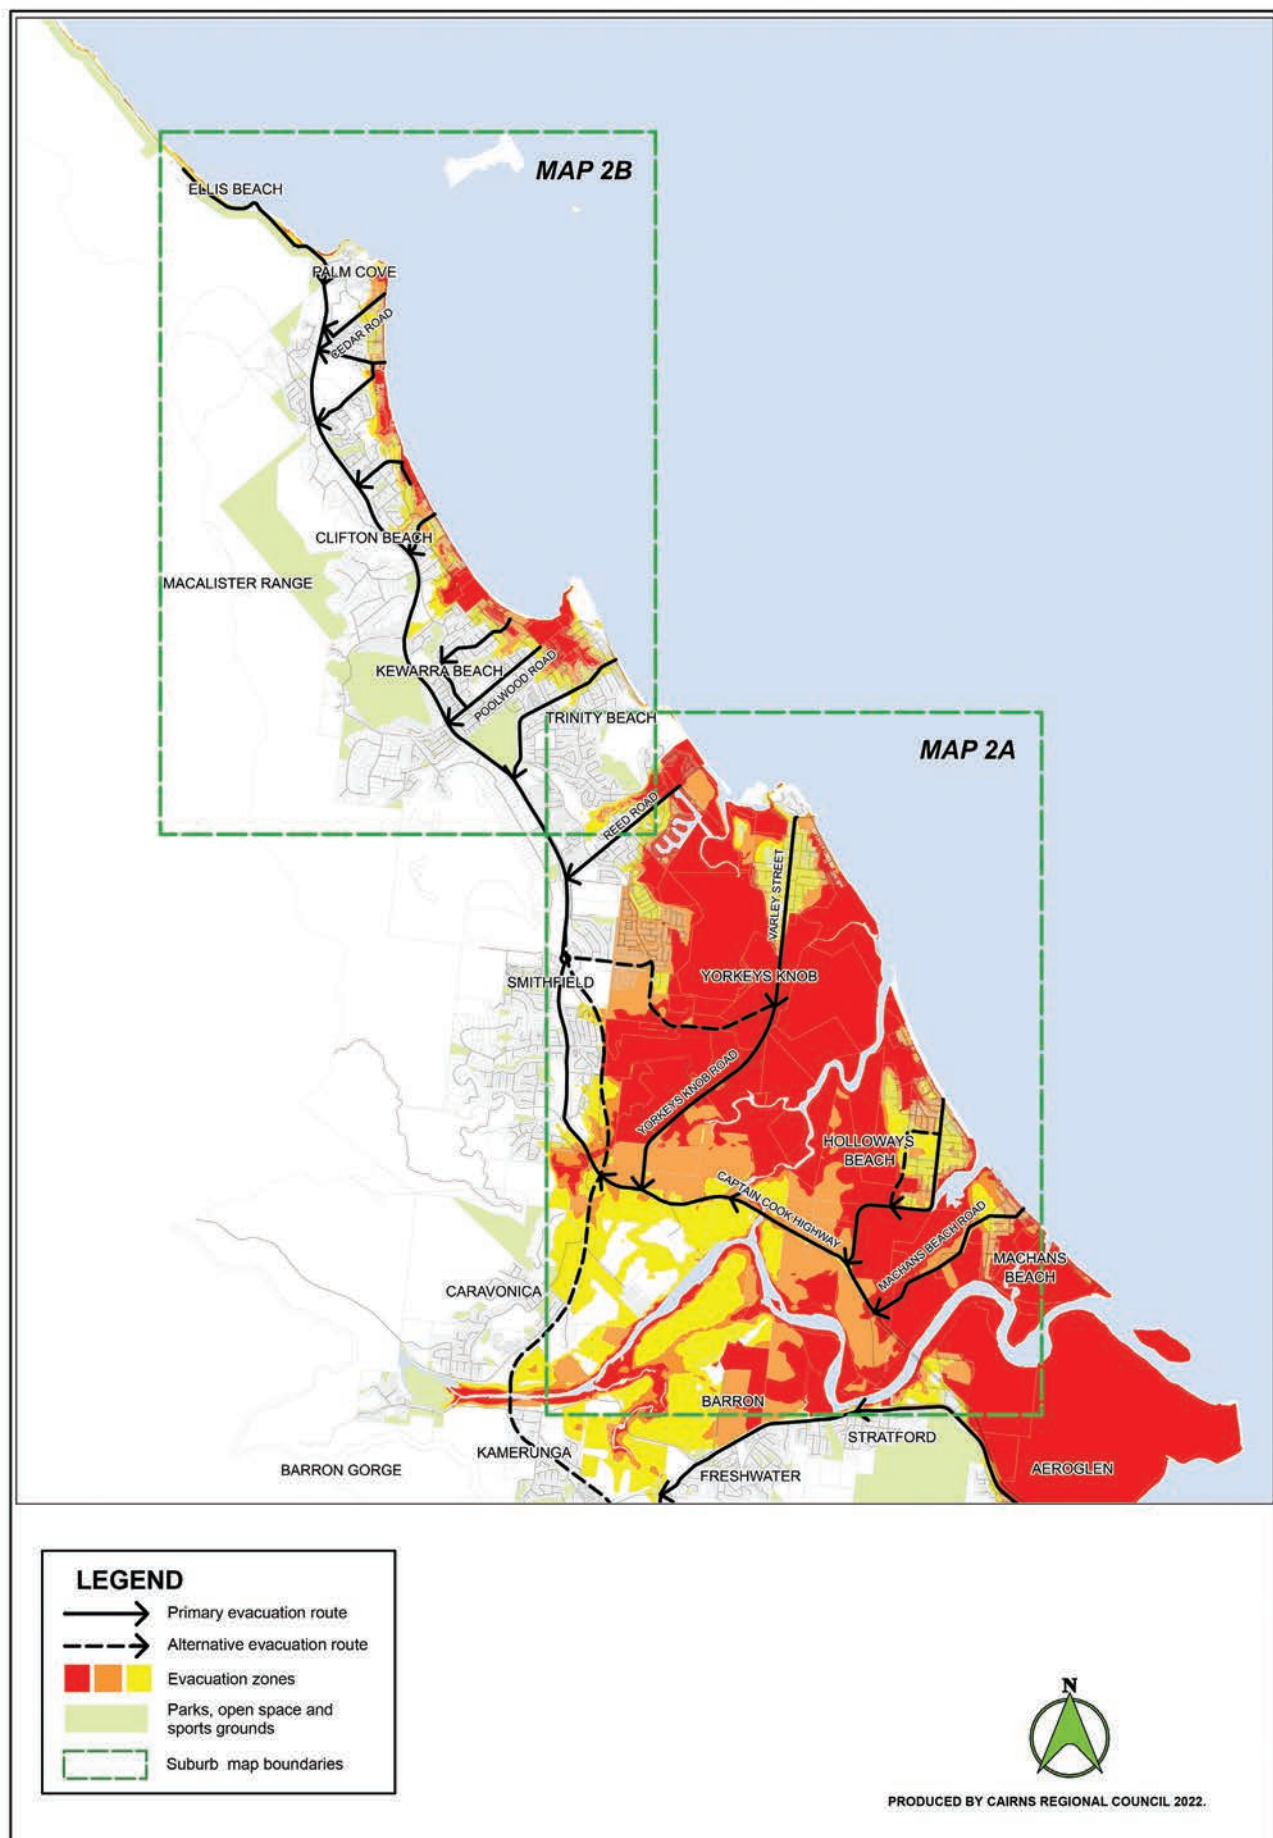 MAP 2B
ELLIS BEACH
PALM COVE
CEDAR ROAD
CLIFTON BEACH
MACALISTER RANGE
KEWARRA BEACH
POOLWOOD ROAD
TRINITY BEACH
MAP 2A
REED ROAD
VARLEY STREET
YORKEYS KNOB
SMITHFIELD
YORKEYS KNOB ROAD
HOLLOWAYS
BEACH
CAPTAIN COOK HIGHWAY
MACHANS BEACH ROAD
MACHANS
BEACH
CARAVONICA
BARRON
STRATFORD
KAMERUNGA
BARRON GORGE
FRESHWATER
AEROGLEN
LEGEND
Primary evacuation route
Alternative evacuation route
Evacuation zones
Parks, open space and
sports grounds
Suburb map boundaries
N
PRODUCED BY CAIRNS REGIONAL COUNCIL 2022.